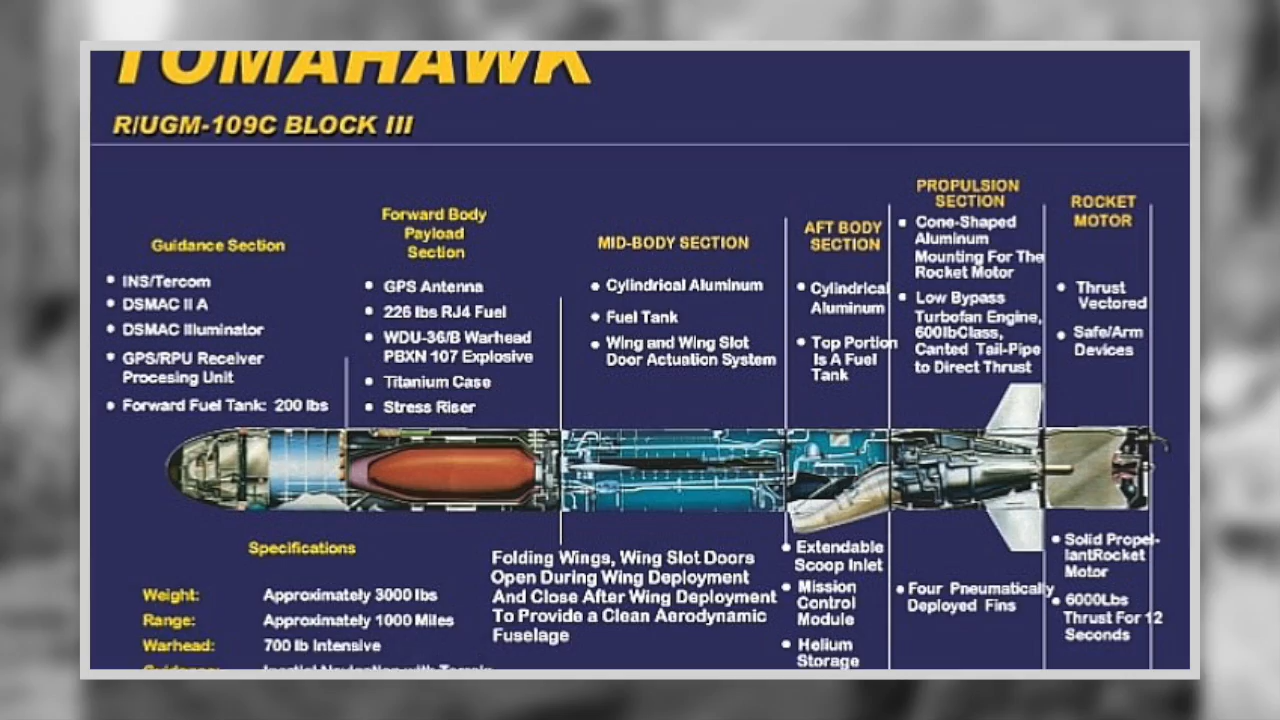 TOMAHAWK
R/UGM-109C BLOCK III
Guidance Section
• INS/Tercom
• DSMAC II A
• DSMAC Illuminator
• GPS/RPU Receiver
Procesing Unit
• Forward Fuel Tank: 200 lbs
Forward Body
Payload
Section
• GPS Antenna
• 226 lbs RJ4 Fuel
• WDU-36/B Warhead
PBXN 107 Explosive
• Titanium Case
• Stress Riser
MID-BODY SECTION
• Cylindrical Aluminum
• Fuel Tank
• Wing and Wing Slot
Door Actuation System
AFT BODY
SECTION
• Cylindrical
Aluminum
• Top Portion
Is A Fuel
Tank
PROPULSION
SECTION
• Cone-Shaped
Aluminum
Mounting For The
Rocket Motor
• Low Bypass
Turbofan Engine,
600lbClass,
Canted Tail-Pipe
to Direct Thrust
ROCKET
MOTOR
• Thrust
Vectored
• Safe/Arm
Devices
Specifications
Weight: Approximately 3000 lbs
Range: Approximately 1000 Miles
Warhead: 700 lb Intensive
Guidance: Inertial Navigation with Terrain
Folding Wings, Wing Slot Doors
Open During Wing Deployment
And Close After Wing Deployment
To Provide a Clean Aerodynamic
Fuselage
• Extendable
Scoop Inlet
• Mission
Control
Module
• Helium
Storage
• Four Pneumatically
Deployed Fins
• Solid Propel-
lantRocket
Motor
• 6000Lbs
Thrust For 12
Seconds